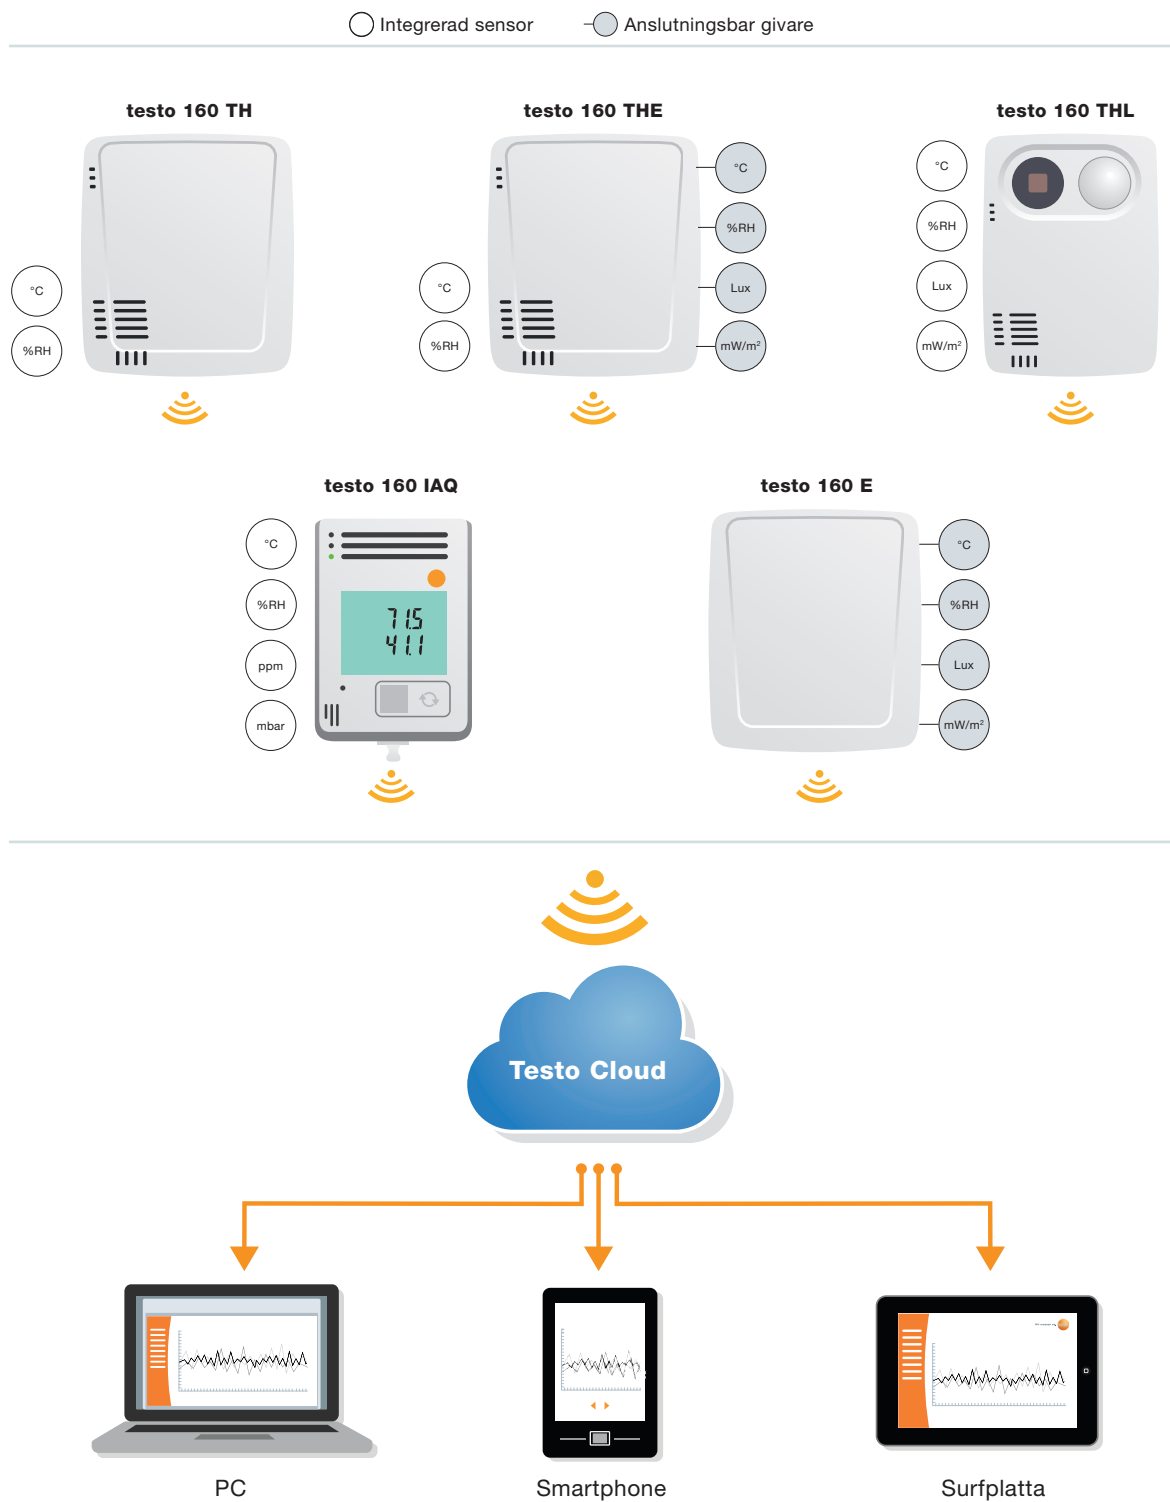 Integrerad sensor
Anslutningsbar givare
testo 160 TH
°C
%RH
testo 160 THE
°C
%RH
°C
%RH
Lux
mW/m²
testo 160 THL
°C
%RH
Lux
mW/m²
testo 160 IAQ
°C
%RH
ppm
mbar
71.5
41.1
testo 160 E
°C
%RH
Lux
mW/m²
Testo Cloud
PC
Smartphone
Surfplatta